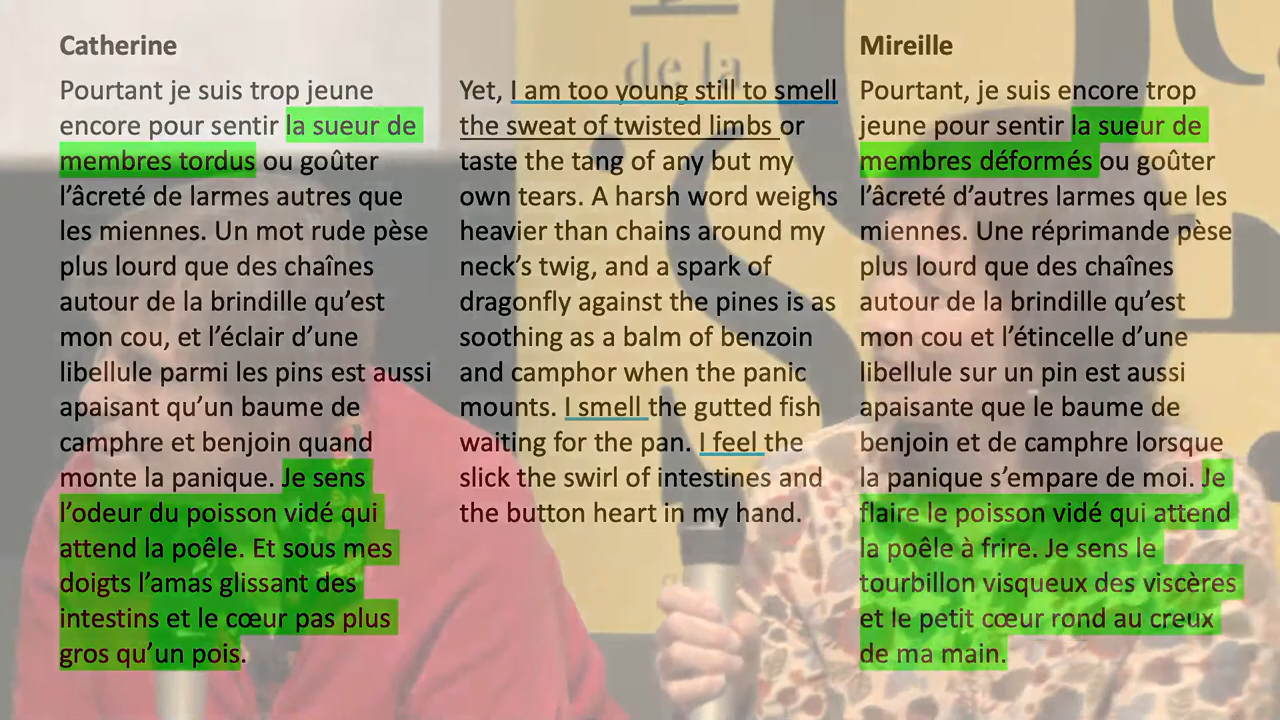 Catherine
Pourtant je suis trop jeune
encore pour sentir la sueur de
membres tordus ou goûter
l’âcreté de larmes autres que
les miennes. Un mot rude pèse
plus lourd que des chaînes
autour de la brindille qu’est
mon cou, et l’éclair d’une
libellule parmi les pins est aussi
apaisant qu’un baume de
camphre et benjoin quand
monte la panique. Je sens
l’odeur du poisson vidé qui
attend la poêle. Et sous mes
doigts l’amas glissant des
intestins et le cœur pas plus
gros qu’un pois.
Yet, I am too young still to smell
the sweat of twisted limbs or
taste the tang of any but my
own tears. A harsh word weighs
heavier than chains around my
neck’s twig, and a spark of
dragonfly against the pines is as
soothing as a balm of benzoin
and camphor when the panic
mounts. I smell the gutted fish
waiting for the pan. I feel the
slick the swirl of intestines and
the button heart in my hand.
Mireille
Pourtant, je suis encore trop
jeune pour sentir la sueur de
membres déformés ou goûter
l’âcreté d’autres larmes que les
miennes. Une réprimande pèse
plus lourd que des chaînes
autour de la brindille qu’est
mon cou et l’étincelle d’une
libellule sur un pin est aussi
apaisante que le baume de
benjoin et de camphre lorsque
la panique s’empare de moi. Je
flaire le poisson vidé qui attend
la poêle à frire. Je sens le
tourbillon visqueux des viscères
et le petit cœur rond au creux
de ma main.
de la